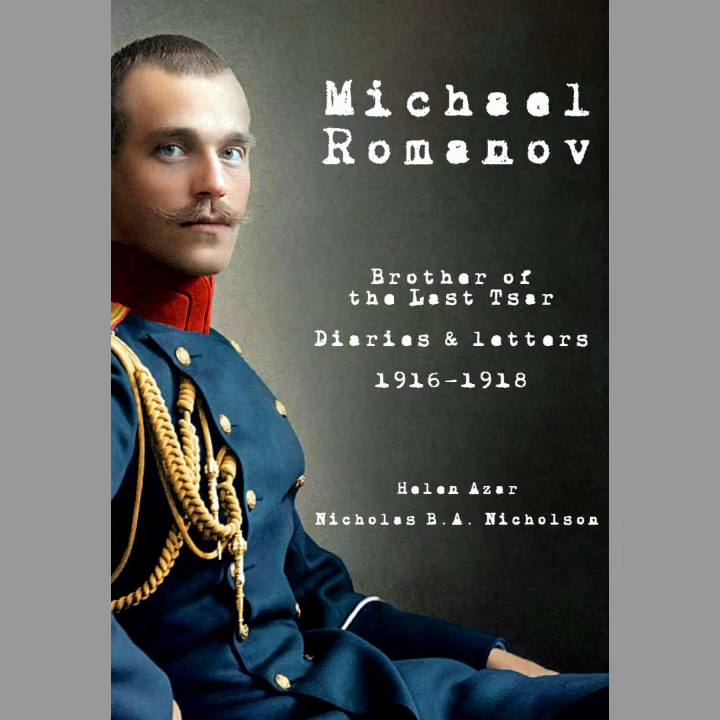 Michael
Romanov
Brother of
the Last Tsar
Diaries & letters
1916-1918
Helen Azar
Nicholas B.A. Nicholson